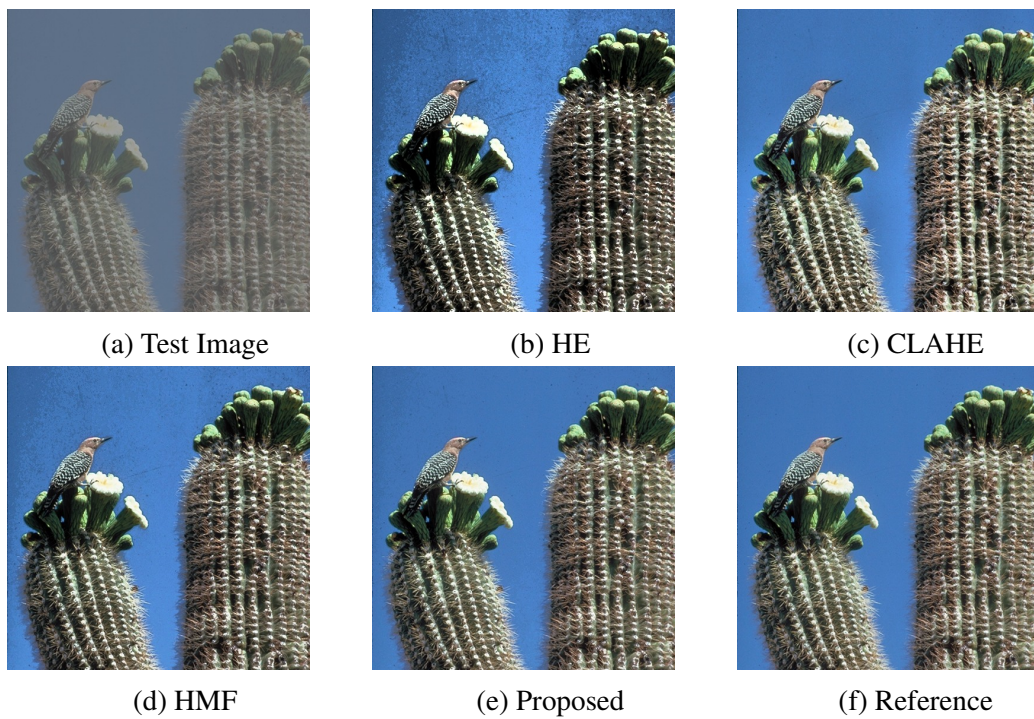 (a) Test Image
(b) HE
(c) CLAHE
(d) HMF
(e) Proposed
(f) Reference